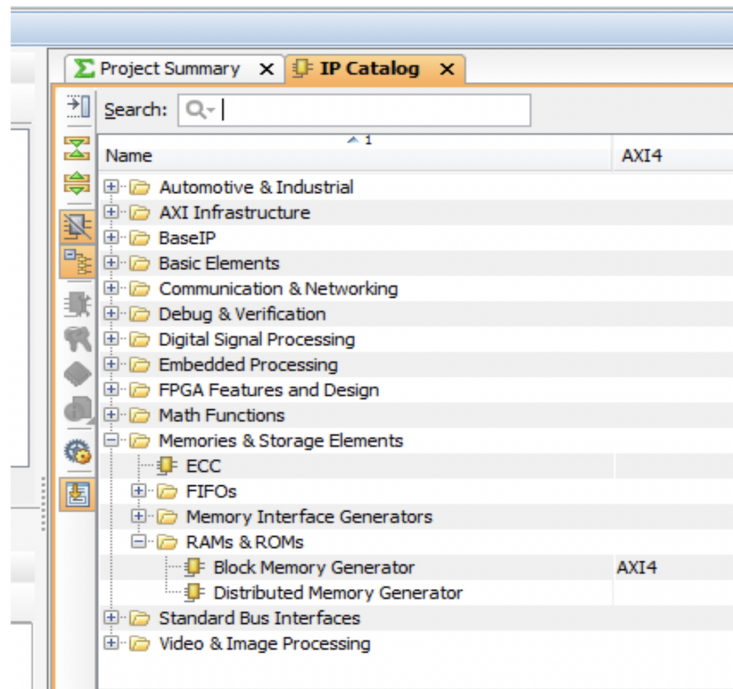 Project Summary X IP Catalog X
Search:
1
Name AXI4
Automotive & Industrial
AXI Infrastructure
BaseIP
Basic Elements
Communication & Networking
Debug & Verification
Digital Signal Processing
Embedded Processing
FPGA Features and Design
Math Functions
Memories & Storage Elements
ECC
FIFOs
Memory Interface Generators
RAMs & ROMs
Block Memory Generator AXI4
Distributed Memory Generator
Standard Bus Interfaces
Video & Image Processing